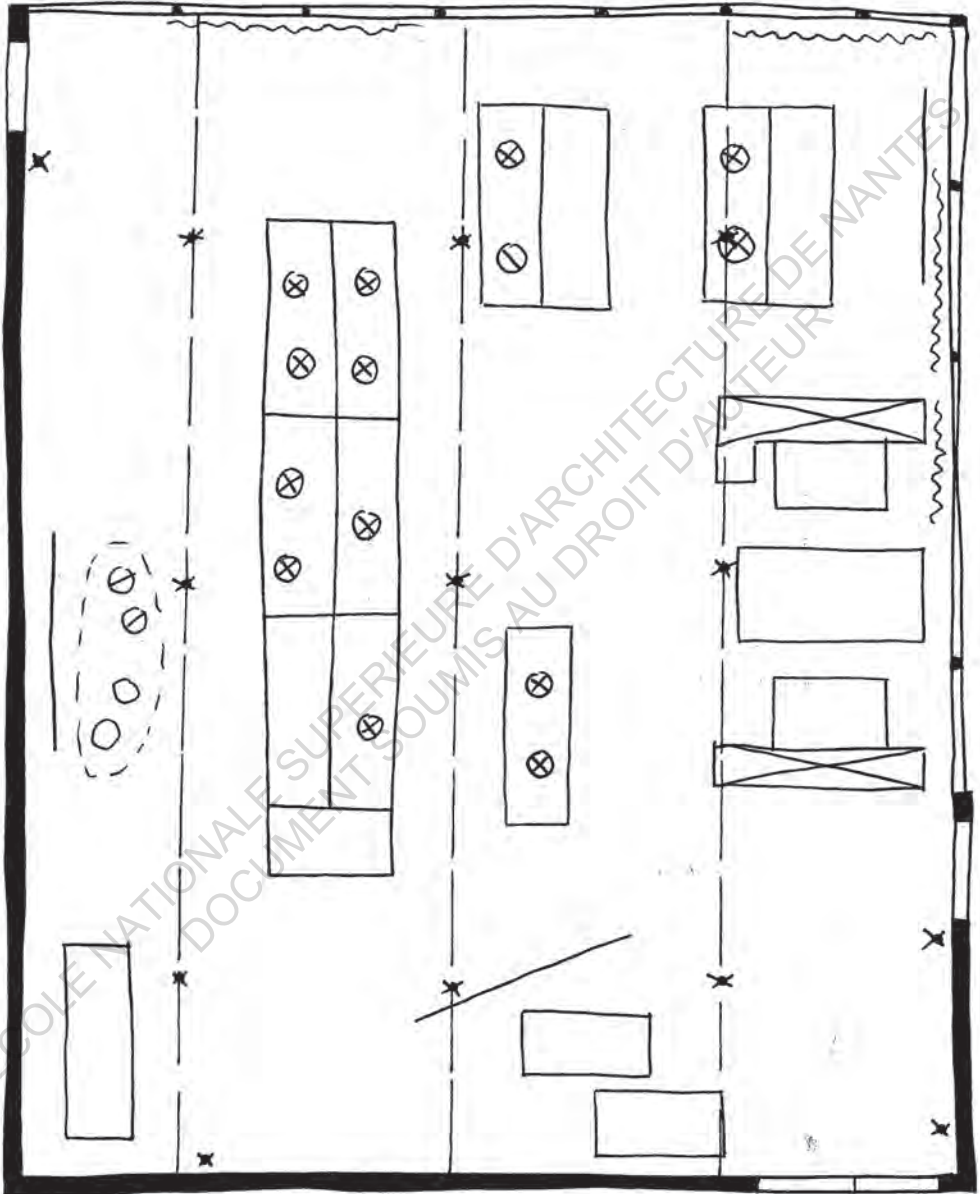 ECOLE NATIONALE SUPERIEURE D'ARCHITECTURE DE NANTES
DOCUMENT SOUMIS AU DROIT D'AUTEUR